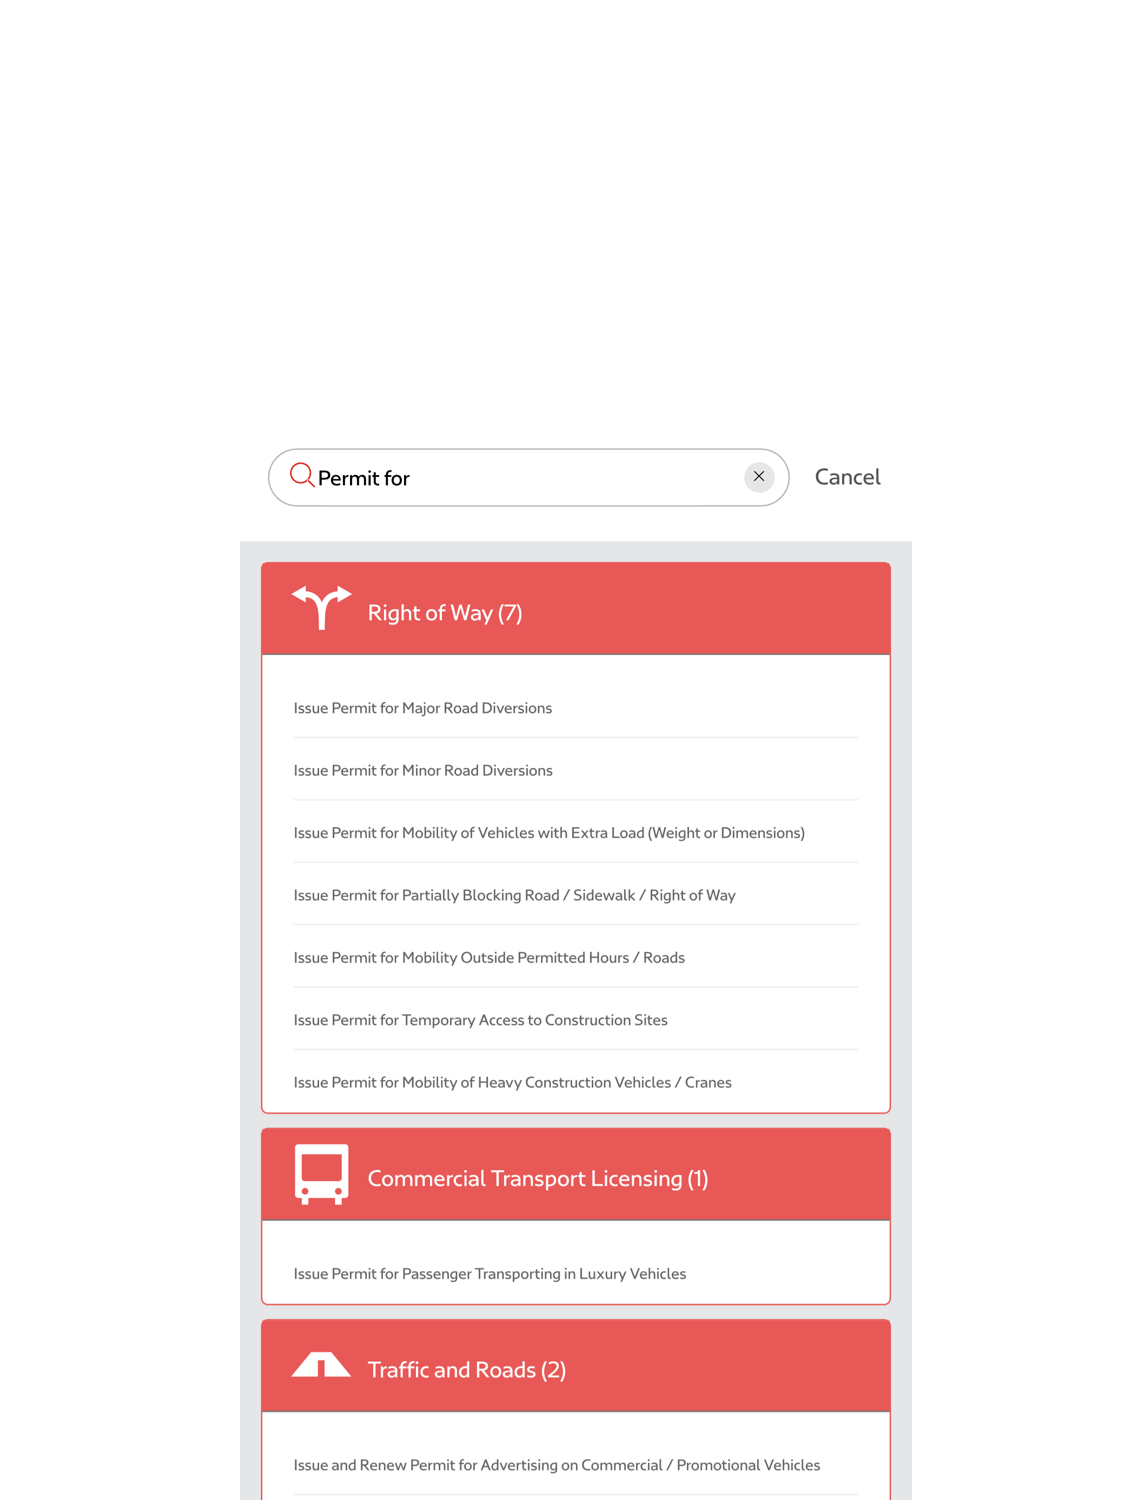 Permit for
Cancel
Right of Way (7)
Issue Permit for Major Road Diversions
Issue Permit for Minor Road Diversions
Issue Permit for Mobility of Vehicles with Extra Load (Weight or Dimensions)
Issue Permit for Partially Blocking Road / Sidewalk / Right of Way
Issue Permit for Mobility Outside Permitted Hours / Roads
Issue Permit for Temporary Access to Construction Sites
Issue Permit for Mobility of Heavy Construction Vehicles / Cranes
Commercial Transport Licensing (1)
Issue Permit for Passenger Transporting in Luxury Vehicles
Traffic and Roads (2)
Issue and Renew Permit for Advertising on Commercial / Promotional Vehicles